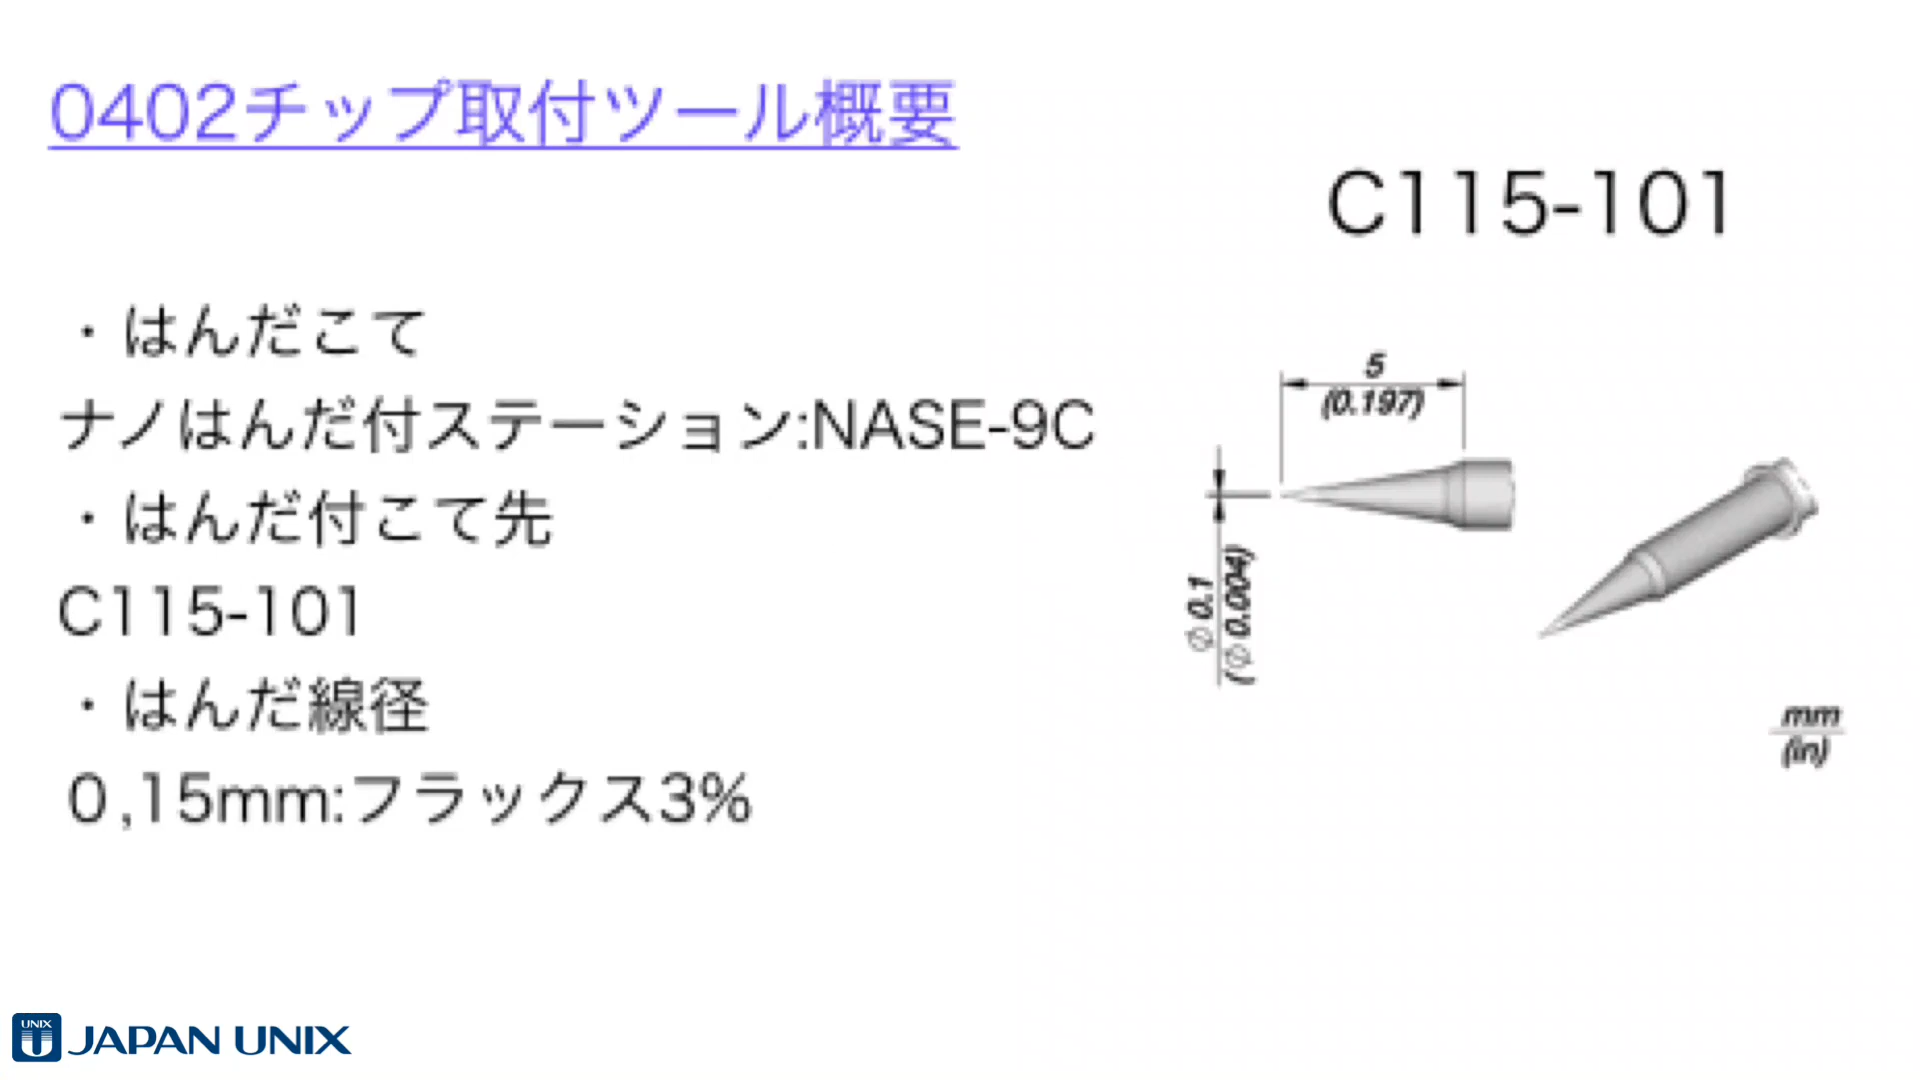 0402チップ取付ツール概要
C115-101
・はんだこて
ナノはんだ付ステーション:NASE-9C
・はんだ付こて先
C115-101
・はんだ線径
０,15mm:フラックス3%
5
(0.197)
∅ 0.1
(∅ 0.004)
mm
(in)
UNIX
JAPAN UNIX